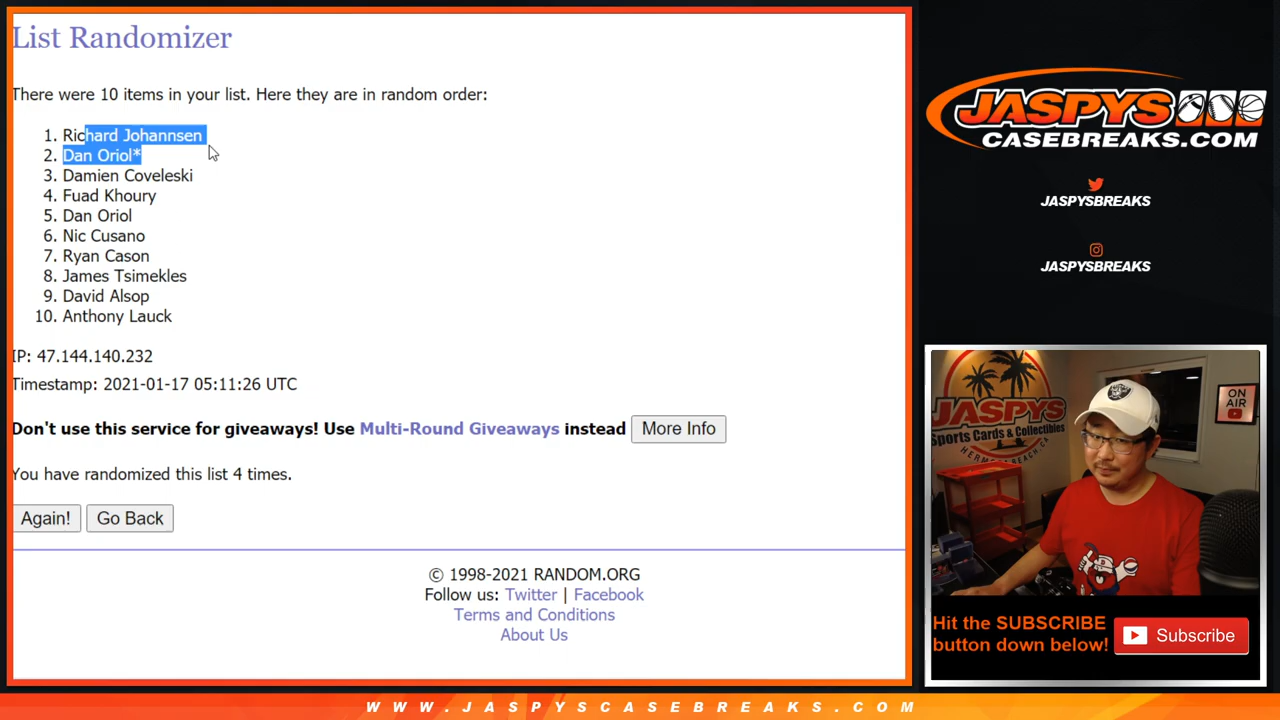 List Randomizer
There were 10 items in your list. Here they are in random order:
1. Richard Johannsen
2. Dan Oriol*
3. Damien Coveleski
4. Fuad Khoury
5. Dan Oriol
6. Nic Cusano
7. Ryan Cason
8. James Tsimekles
9. David Alsop
10. Anthony Lauck
IP: 47.144.140.232
Timestamp: 2021-01-17 05:11:26 UTC
Don't use this service for giveaways! Use Multi-Round Giveaways instead More Info
You have randomized this list 4 times.
Again! Go Back
© 1998-2021 RANDOM.ORG
Follow us: Twitter | Facebook
Terms and Conditions
About Us
JASPYS
CASEBREAKS.COM
JASPYSBREAKS
JASPYSBREAKS
JASPYS
Sports Cards & Collectibles
HERMOSA BEACH, CA
ON
AIR
Hit the SUBSCRIBE
button down below!
Subscribe
WWW.JASPYSCASEBREAKS.COM